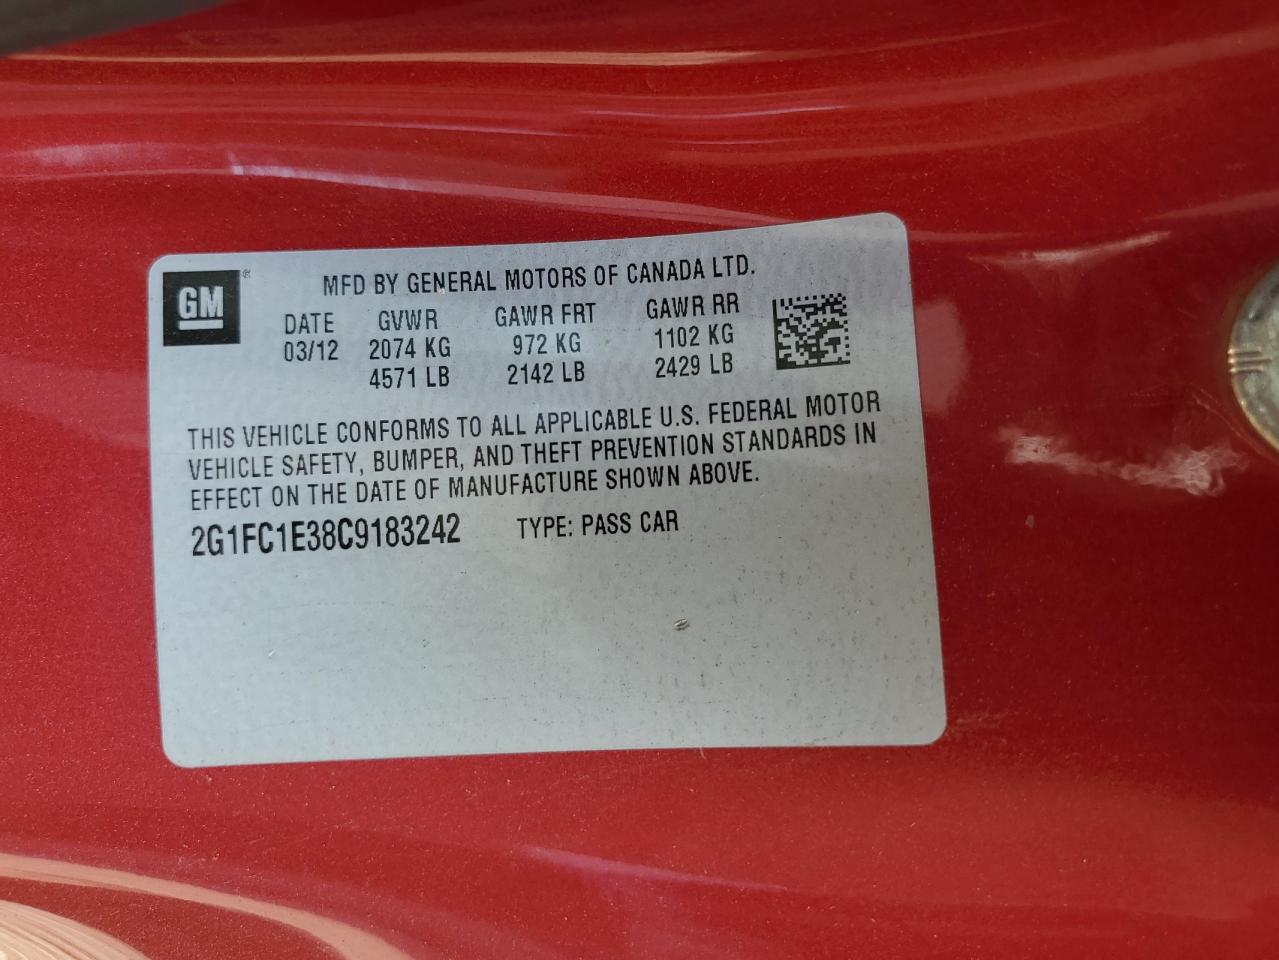 GM ®
MFD BY GENERAL MOTORS OF CANADA LTD.
DATE GVWR GAWR FRT GAWR RR
03/12 2074 KG 972 KG 1102 KG
4571 LB 2142 LB 2429 LB
THIS VEHICLE CONFORMS TO ALL APPLICABLE U.S. FEDERAL MOTOR
VEHICLE SAFETY, BUMPER, AND THEFT PREVENTION STANDARDS IN
EFFECT ON THE DATE OF MANUFACTURE SHOWN ABOVE.
2G1FC1E38C9183242 TYPE: PASS CAR